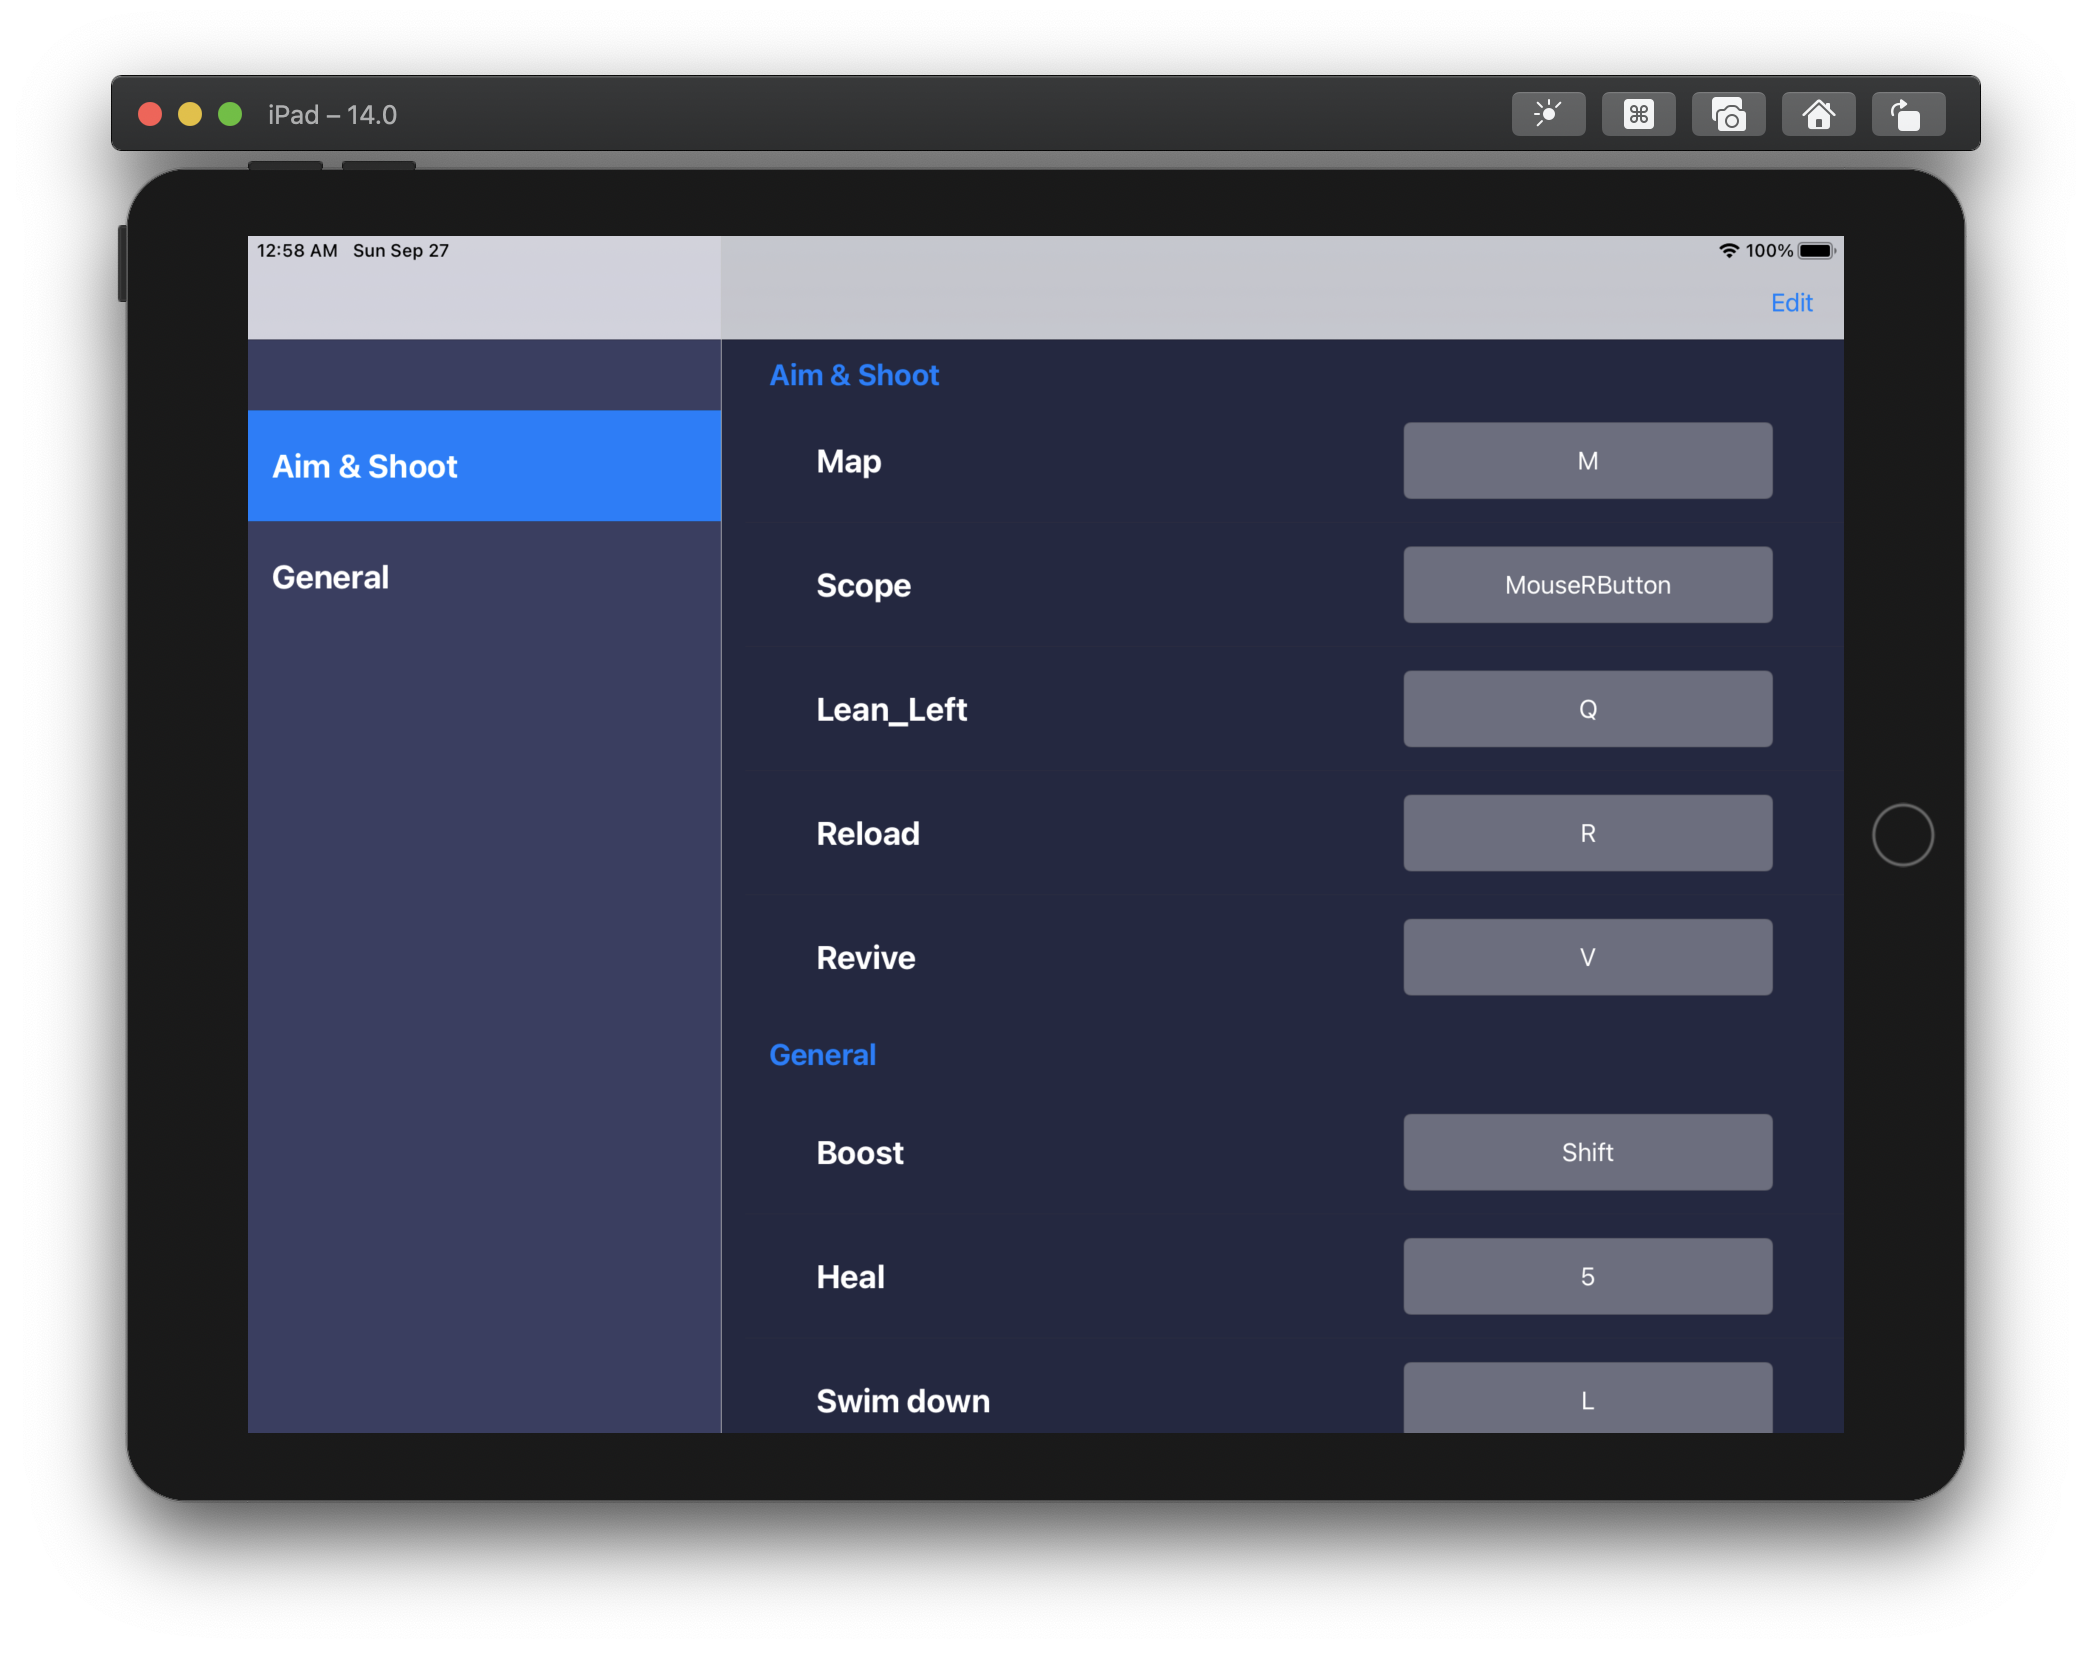 iPad – 14.0
12:58 AM Sun Sep 27
100%
Edit
Aim & Shoot
General
Aim & Shoot
Map M
Scope MouseRButton
Lean_Left Q
Reload R
Revive V
General
Boost Shift
Heal 5
Swim down L